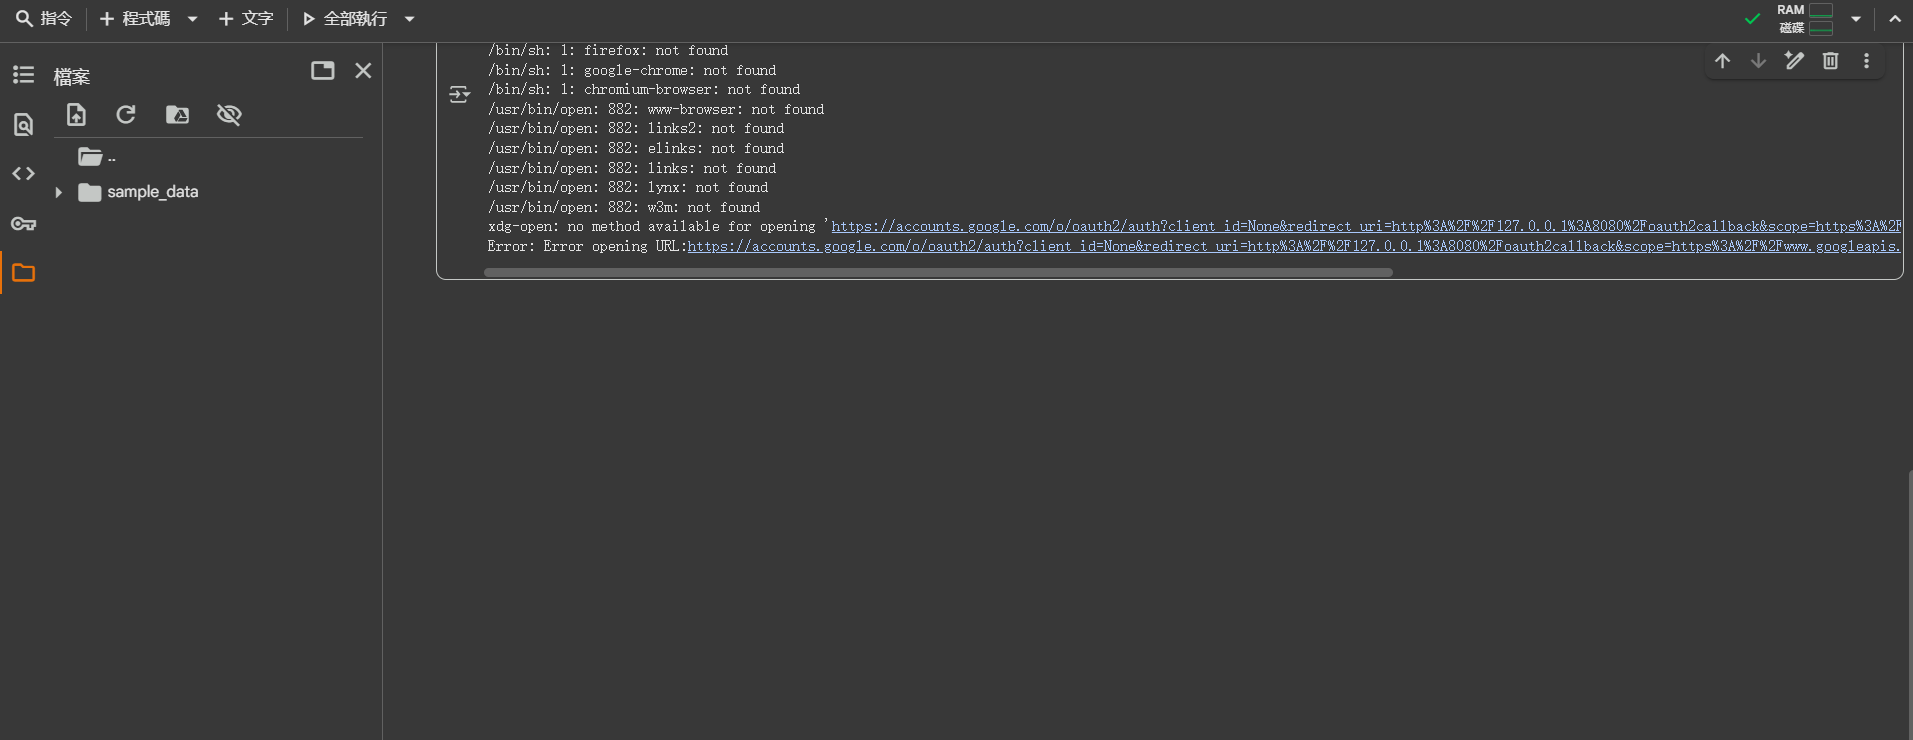 指令 + 程式碼 + 文字 全部執行 RAM
磁碟
檔案
..
sample_data
/bin/sh: 1: firefox: not found
/bin/sh: 1: google-chrome: not found
/bin/sh: 1: chromium-browser: not found
/usr/bin/open: 882: www-browser: not found
/usr/bin/open: 882: links2: not found
/usr/bin/open: 882: elinks: not found
/usr/bin/open: 882: links: not found
/usr/bin/open: 882: lynx: not found
/usr/bin/open: 882: w3m: not found
xdg-open: no method available for opening 'https://accounts.google.com/o/oauth2/auth?client_id=None&redirect_uri=http%3A%2F%2F127.0.0.1%3A8080%2Foauth2callback&scope=https%3A%2F
Error: Error opening URL:https://accounts.google.com/o/oauth2/auth?client_id=None&redirect_uri=http%3A%2F%2F127.0.0.1%3A8080%2Foauth2callback&scope=https%3A%2F%2Fwww.googleapis.